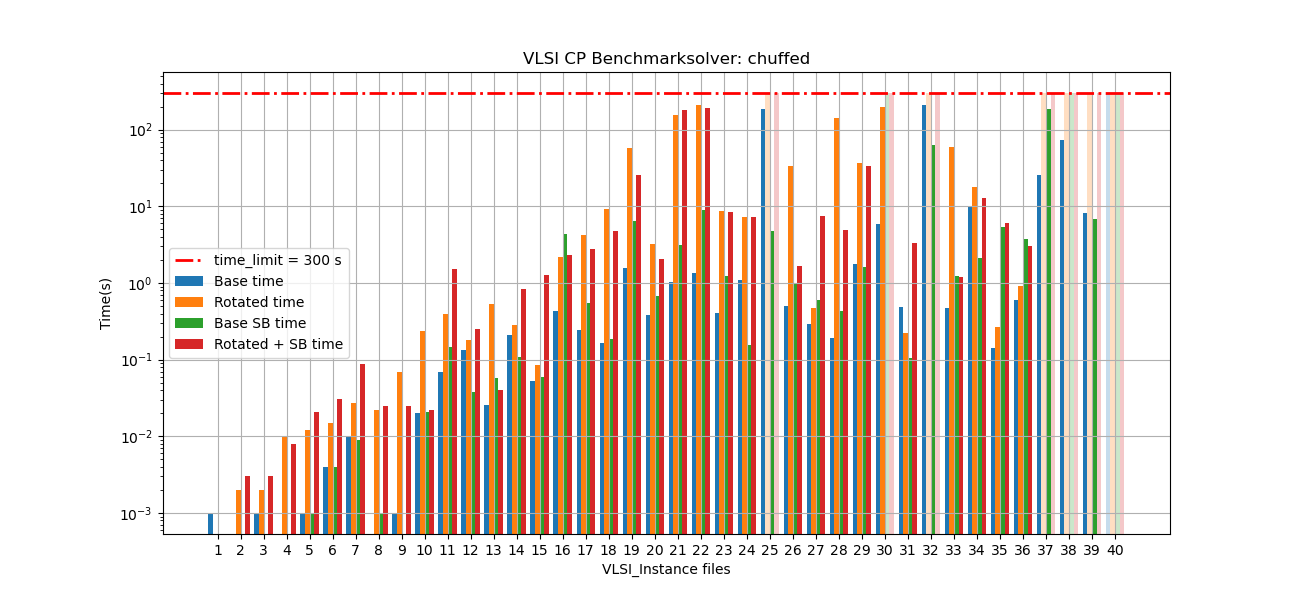 VLSI CP Benchmarksolver: chuffed
Time(s)
10²
10¹
10⁰
10⁻¹
10⁻²
10⁻³
time_limit = 300 s
Base time
Rotated time
Base SB time
Rotated + SB time
1 2 3 4 5 6 7 8 9 10 11 12 13 14 15 16 17 18 19 20 21 22 23 24 25 26 27 28 29 30 31 32 33 34 35 36 37 38 39 40
VLSI_Instance files